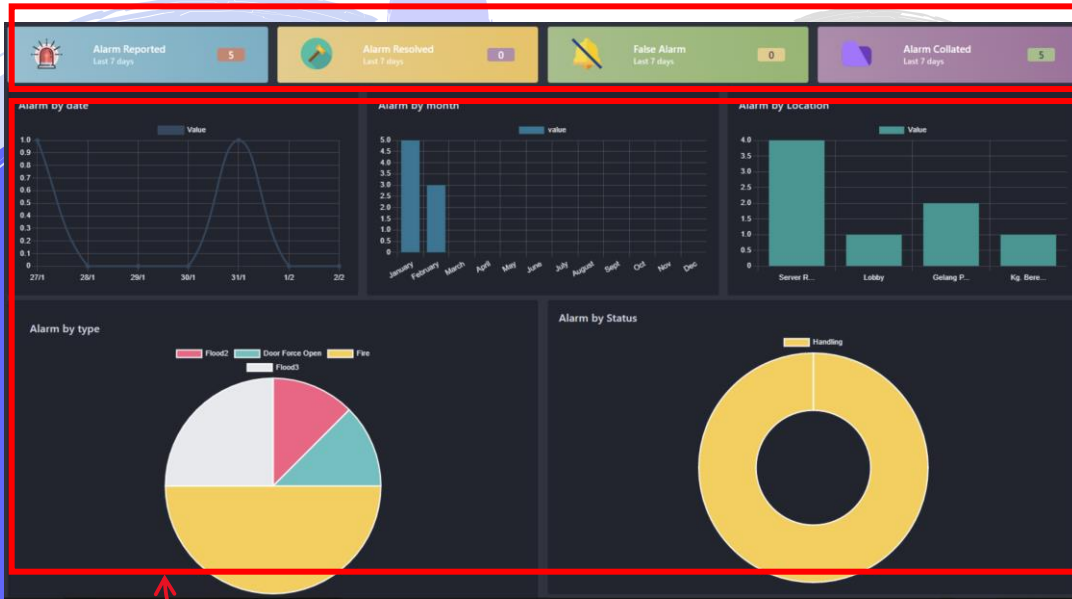 Alarm Reported
Last 7 days
5
Alarm Resolved
Last 7 days
0
False Alarm
Last 7 days
0
Alarm Collated
Last 7 days
5
Alarm by date
Value
1.0
0.9
0.8
0.7
0.6
0.5
0.4
0.3
0.2
0.1
0
27/1 28/1 29/1 30/1 31/1 1/2 2/2
Alarm by month
value
5.0
4.5
4.0
3.5
3.0
2.5
2.0
1.5
1.0
0.5
0
January February March April May June July August Sept Oct Nov Dec
Alarm by Location
Value
4.0
3.5
3.0
2.5
2.0
1.5
1.0
0.5
0
Server R... Lobby Gelang P... Kg. Bere...
Alarm by type
Flood2 Door Force Open Fire
Flood3
Alarm by Status
Handling